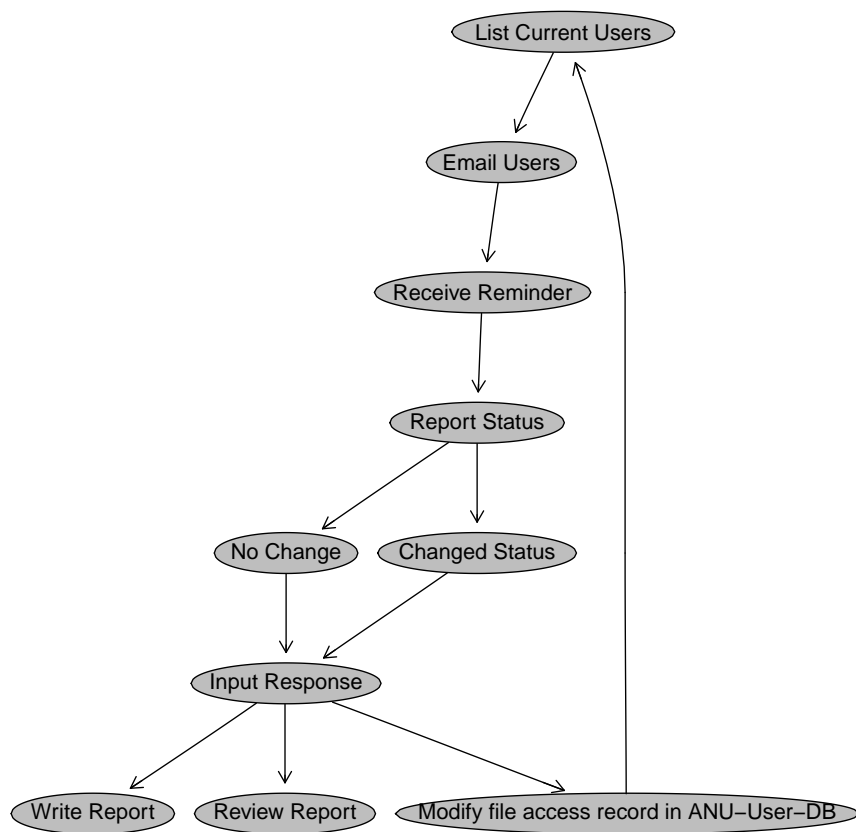 List Current Users
Email Users
Receive Reminder
Report Status
No Change
Changed Status
Input Response
Write Report
Review Report
Modify file access record in ANU−User−DB